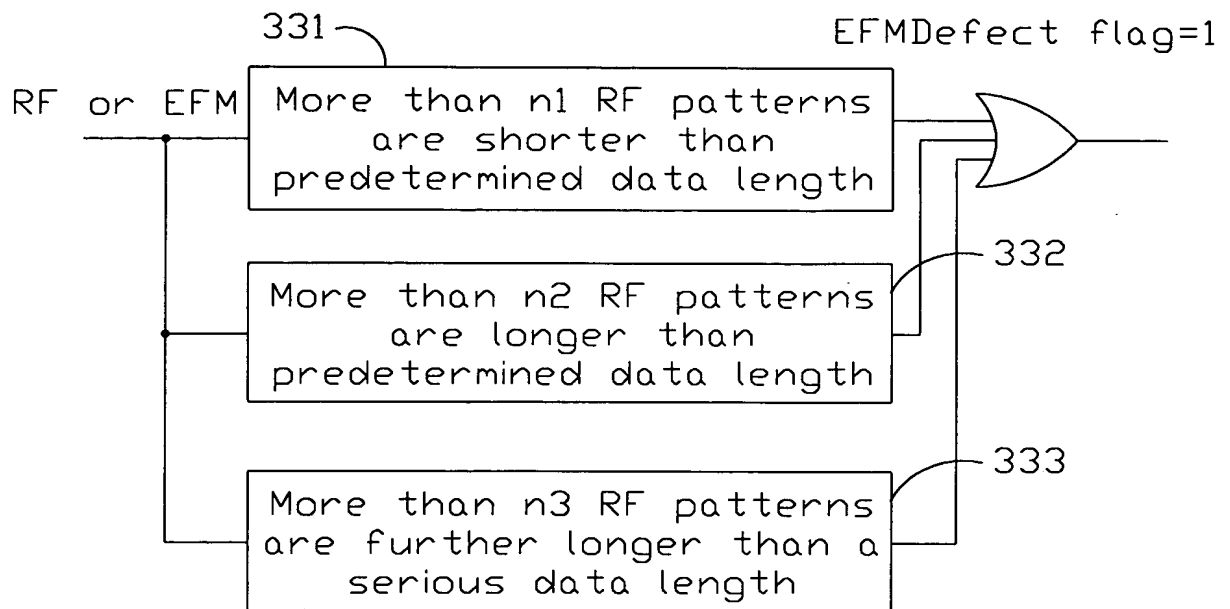 331
EFMDefect flag=1
RF or EFM
More than n1 RF patterns
are shorter than
predetermined data length
332
More than n2 RF patterns
are longer than
predetermined data length
333
More than n3 RF patterns
are further longer than a
serious data length